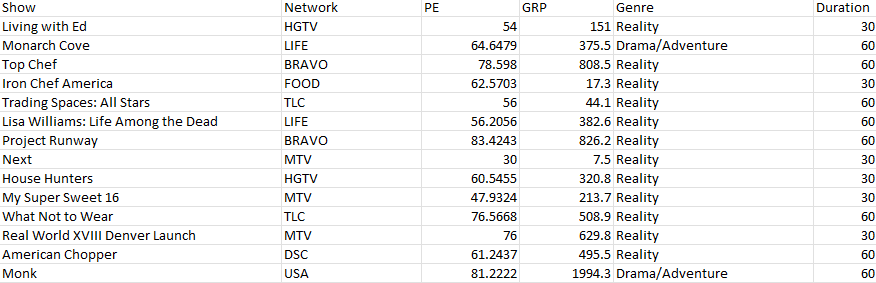 Show Network PE GRP Genre Duration
Living with Ed HGTV 54 151 Reality 30
Monarch Cove LIFE 64.6479 375.5 Drama/Adventure 60
Top Chef BRAVO 78.598 808.5 Reality 60
Iron Chef America FOOD 62.5703 17.3 Reality 30
Trading Spaces: All Stars TLC 56 44.1 Reality 60
Lisa Williams: Life Among the Dead LIFE 56.2056 382.6 Reality 60
Project Runway BRAVO 83.4243 826.2 Reality 60
Next MTV 30 7.5 Reality 30
House Hunters HGTV 60.5455 320.8 Reality 30
My Super Sweet 16 MTV 47.9324 213.7 Reality 30
What Not to Wear TLC 76.5668 508.9 Reality 60
Real World XVIII Denver Launch MTV 76 629.8 Reality 30
American Chopper DSC 61.2437 495.5 Reality 60
Monk USA 81.2222 1994.3 Drama/Adventure 60